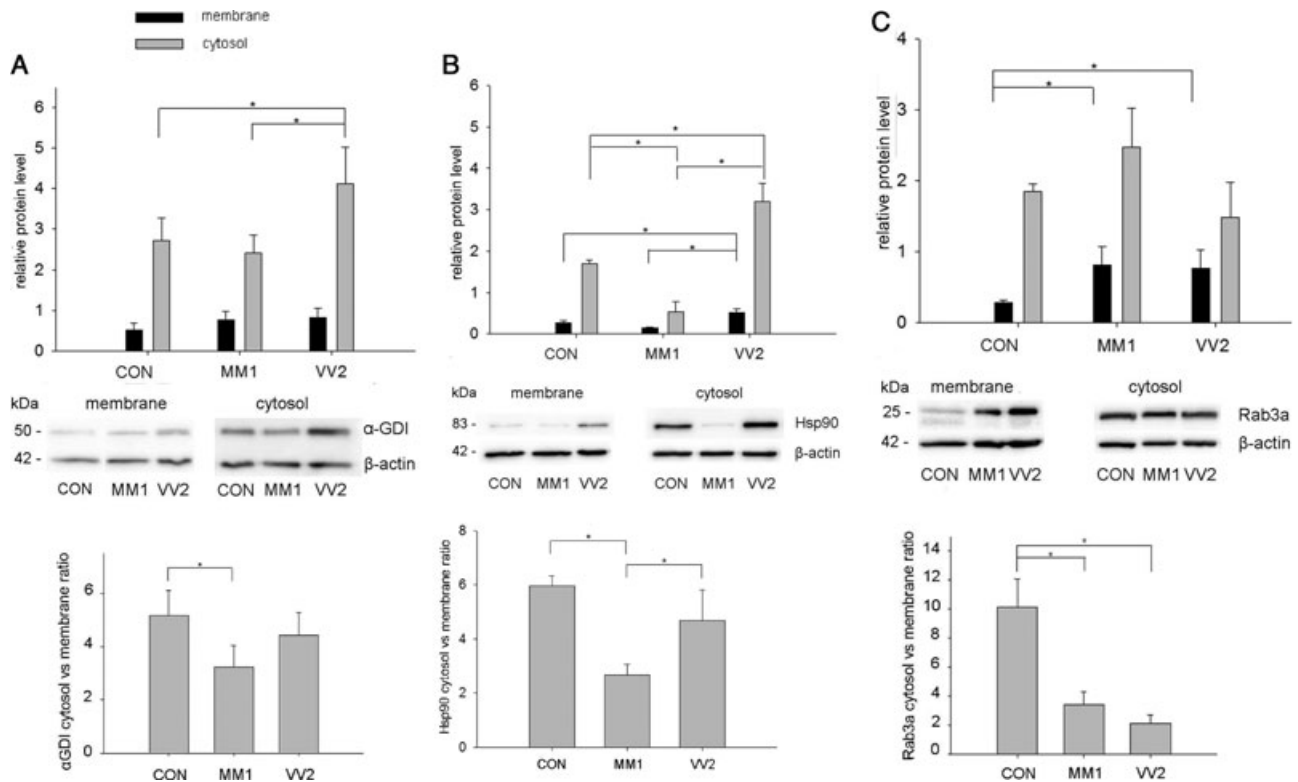 membrane
cytosol
A
relative protein level
6
5
4
3
2
1
0
*
*
CON MM1 VV2
kDa membrane cytosol
50 - α-GDI
42 - β-actin
CON MM1 VV2 CON MM1 VV2
αGDI cytosol vs membrane ratio
6
4
2
0
*
CON MM1 VV2
B
relative protein level
6
5
4
3
2
1
0
*
*
*
*
*
CON MM1 VV2
kDa membrane cytosol
83 - Hsp90
42 - β-actin
CON MM1 VV2 CON MM1 VV2
Hsp90 cytosol vs membrane ratio
8
6
4
2
0
*
*
CON MM1 VV2
C
relative protein level
4
3
2
1
0
*
*
CON MM1 VV2
kDa membrane cytosol
25 - Rab3a
42 - β-actin
CON MM1 VV2 CON MM1 VV2
Rab3a cytosol vs membrane ratio
14
12
10
8
6
4
2
0
*
*
CON MM1 VV2